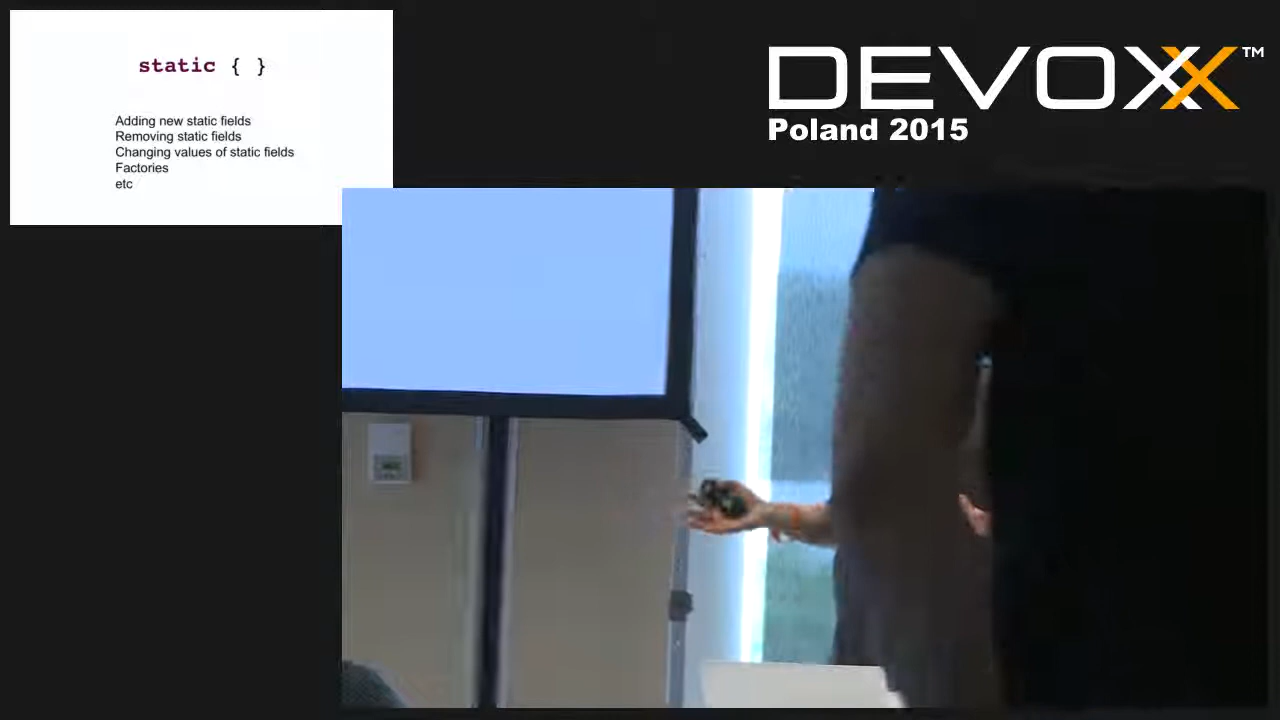 static { }
Adding new static fields
Removing static fields
Changing values of static fields
Factories
etc
DEVOXX™
Poland 2015